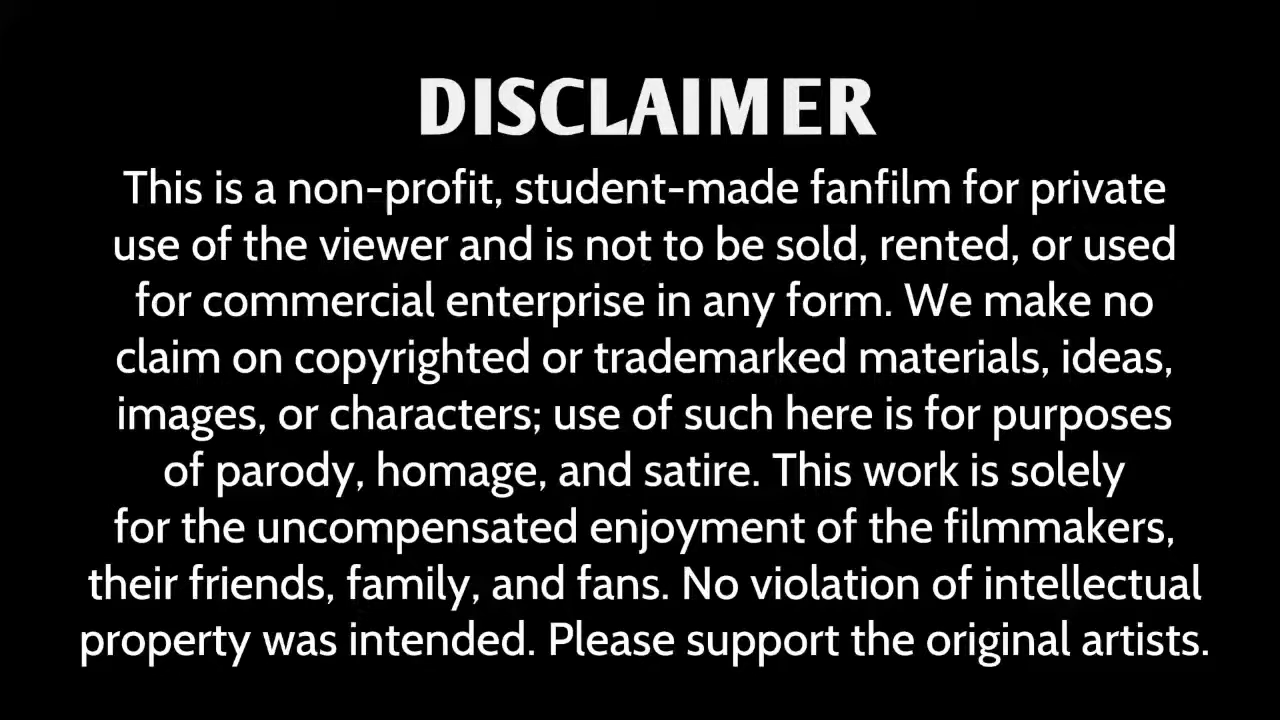 DISCLAIMER
This is a non-profit, student-made fanfilm for private
use of the viewer and is not to be sold, rented, or used
for commercial enterprise in any form. We make no
claim on copyrighted or trademarked materials, ideas,
images, or characters; use of such here is for purposes
of parody, homage, and satire. This work is solely
for the uncompensated enjoyment of the filmmakers,
their friends, family, and fans. No violation of intellectual
property was intended. Please support the original artists.